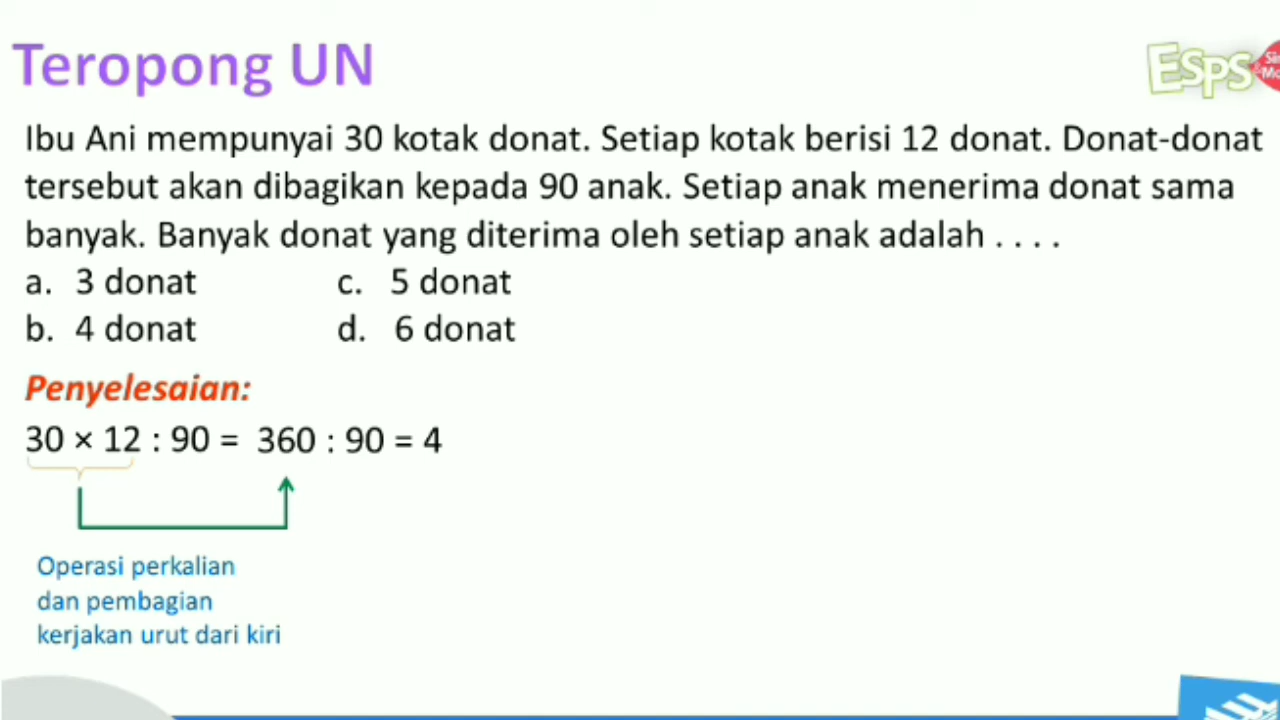 Teropong UN
ESPS
Ibu Ani mempunyai 30 kotak donat. Setiap kotak berisi 12 donat. Donat-donat
tersebut akan dibagikan kepada 90 anak. Setiap anak menerima donat sama
banyak. Banyak donat yang diterima oleh setiap anak adalah . . . .
a. 3 donat c. 5 donat
b. 4 donat d. 6 donat
Penyelesaian:
30 × 12 : 90 = 360 : 90 = 4
Operasi perkalian
dan pembagian
kerjakan urut dari kiri